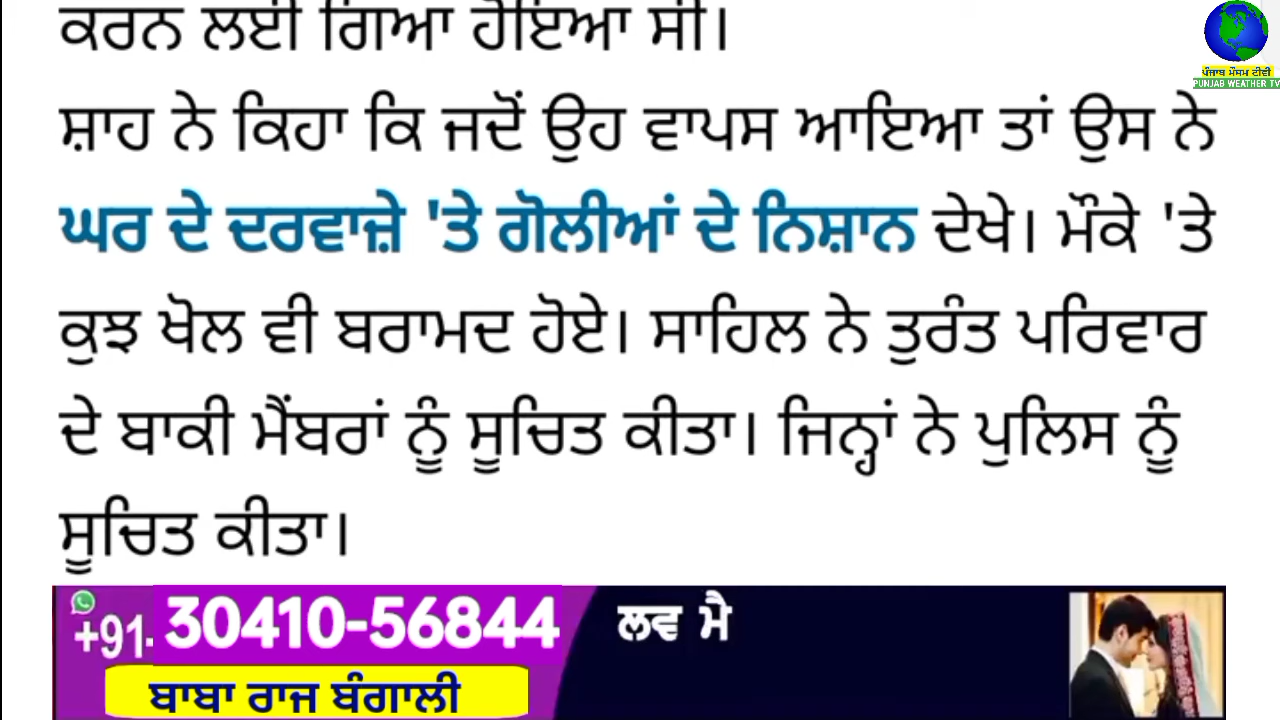 ਕਰਨ ਲਈ ਗਿਆ ਹੋਇਆ ਸੀ।
ਸ਼ਾਹ ਨੇ ਕਿਹਾ ਕਿ ਜਦੋਂ ਉਹ ਵਾਪਸ ਆਇਆ ਤਾਂ ਉਸ ਨੇ
ਘਰ ਦੇ ਦਰਵਾਜ਼ੇ 'ਤੇ ਗੋਲੀਆਂ ਦੇ ਨਿਸ਼ਾਨ ਦੇਖੇ। ਮੌਕੇ 'ਤੇ
ਕੁਝ ਖੋਲ ਵੀ ਬਰਾਮਦ ਹੋਏ। ਸਾਹਿਲ ਨੇ ਤੁਰੰਤ ਪਰਿਵਾਰ
ਦੇ ਬਾਕੀ ਮੈਂਬਰਾਂ ਨੂੰ ਸੂਚਿਤ ਕੀਤਾ। ਜਿਨ੍ਹਾਂ ਨੇ ਪੁਲਿਸ ਨੂੰ
ਸੂਚਿਤ ਕੀਤਾ।
ਪੰਜਾਬ ਮੌਸਮ ਟੀਵੀ
PUNJAB WEATHER TV
+91. 30410-56844
ਲਵ ਮੈ
ਬਾਬਾ ਰਾਜ ਬੰਗਾਲੀ